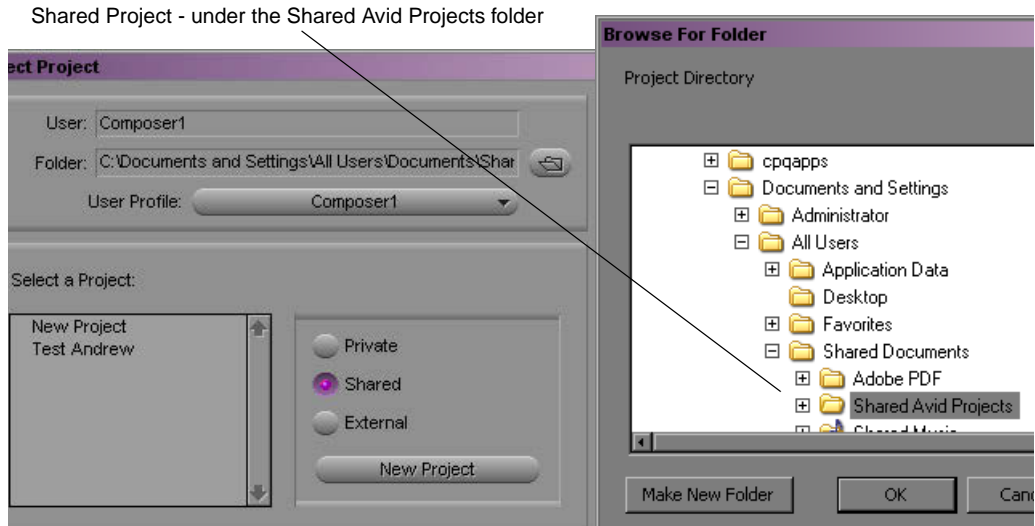 Shared Project - under the Shared Avid Projects folder
ect Project
User: Composer1
Folder: C:\Documents and Settings\All Users\Documents\Shar
User Profile: Composer1
Select a Project:
New Project
Test Andrew
Private
Shared
External
New Project
Browse For Folder
Project Directory
cpqapps
Documents and Settings
Administrator
All Users
Application Data
Desktop
Favorites
Shared Documents
Adobe PDF
Shared Avid Projects
Shared Music
Make New Folder
OK
Canc